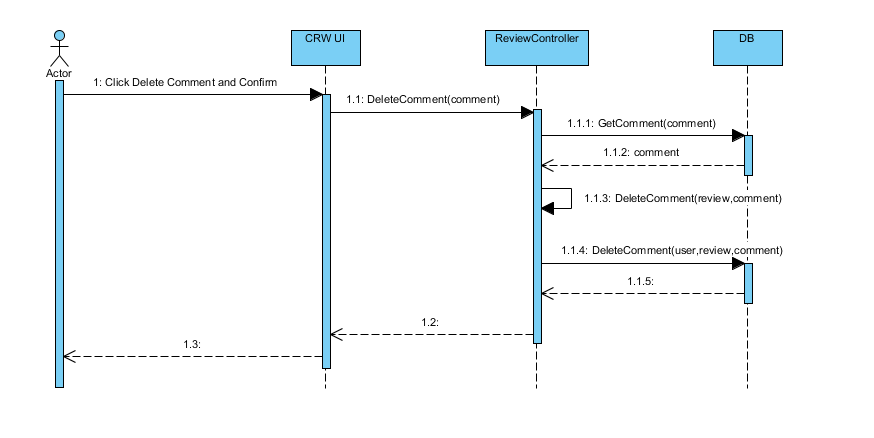 CRW UI
ReviewController
DB
Actor
1: Click Delete Comment and Confirm
1.1: DeleteComment(comment)
1.1.1: GetComment(comment)
1.1.2: comment
1.1.3: DeleteComment(review,comment)
1.1.4: DeleteComment(user,review,comment)
1.1.5:
1.2:
1.3: